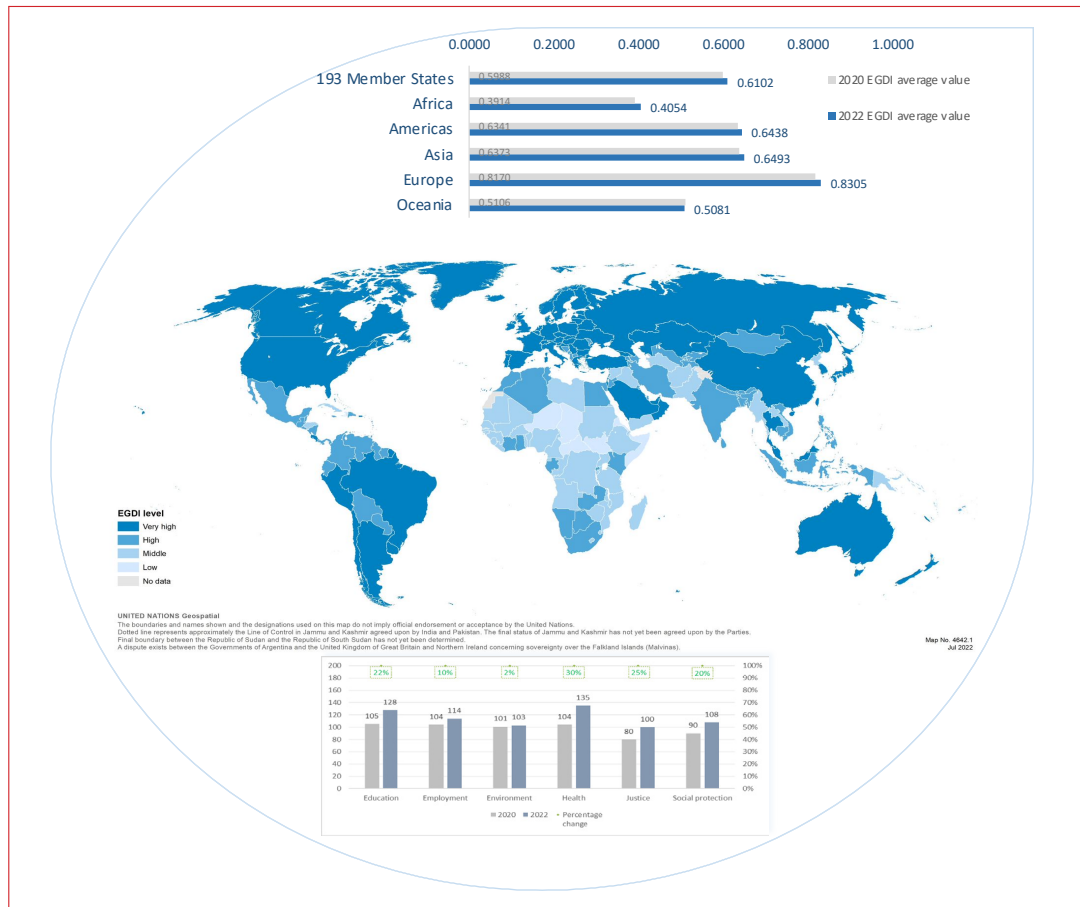 0.0000 0.2000 0.4000 0.6000 0.8000 1.0000
193 Member States 0.5988 0.6102
Africa 0.3914 0.4054
Americas 0.6341 0.6438
Asia 0.6373 0.6493
Europe 0.8170 0.8305
Oceania 0.5106 0.5081
2020 EGDI average value
2022 EGDI average value
EGDI level
Very high
High
Middle
Low
No data
UNITED NATIONS Geospatial
The boundaries and names shown and the designations used on this map do not imply official endorsement or acceptance by the United Nations.
Dotted line represents approximately the Line of Control in Jammu and Kashmir agreed upon by India and Pakistan. The final status of Jammu and Kashmir has not yet been agreed upon by the Parties.
Final boundary between the Republic of Sudan and the Republic of South Sudan has not yet been determined.
A dispute exists between the Governments of Argentina and the United Kingdom of Great Britain and Northern Ireland concerning sovereignty over the Falkland Islands (Malvinas).
Map No. 4642.1
Jul 2022
200 100%
180 90%
160 80%
140 70%
120 60%
100 50%
80 40%
60 30%
40 20%
20 10%
0 0%
22% 10% 2% 30% 25% 20%
105 128 104 114 101 103 104 135 80 100 90 108
Education Employment Environment Health Justice Social protection
2020 2022 Percentage
change